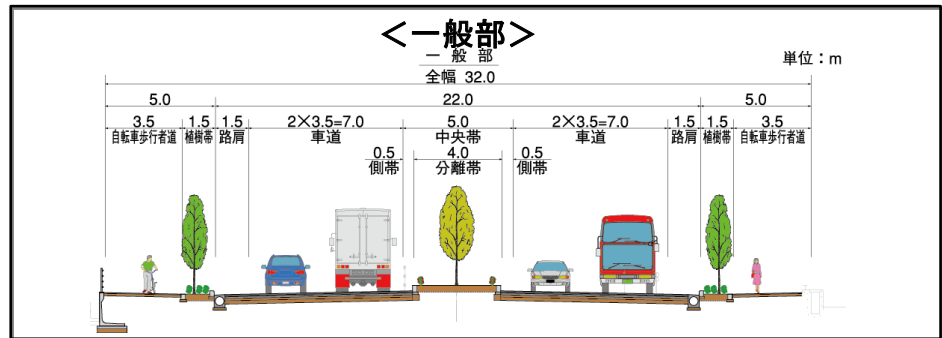 ＜一般部＞
一般部
単位：m
全幅 32.0
5.0 22.0 5.0
3.5 1.5 1.5 2×3.5=7.0 5.0 2×3.5=7.0 1.5 1.5 3.5
自転車歩行者道 植樹帯 路肩 車道 中央帯 車道 路肩 植樹帯 自転車歩行者道
0.5 4.0 0.5
側帯 分離帯 側帯